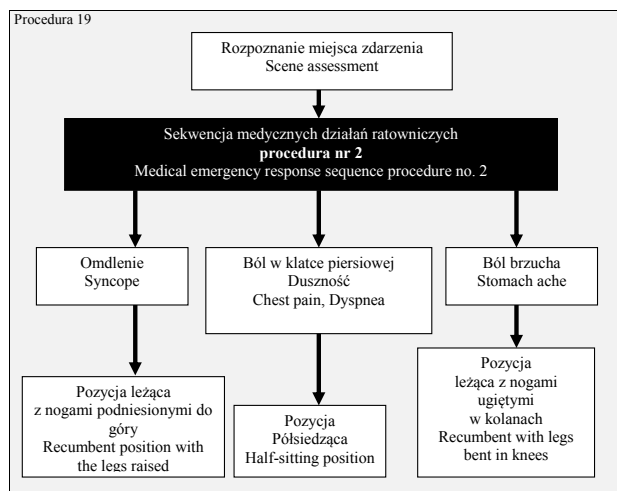 Procedura 19
Rozpoznanie miejsca zdarzenia
Scene assessment
Sekwencja medycznych działań ratowniczych
procedura nr 2
Medical emergency response sequence procedure no. 2
Omdlenie
Syncope
Ból w klatce piersiowej
Duszność
Chest pain, Dyspnea
Ból brzucha
Stomach ache
Pozycja leżąca
z nogami podniesionymi do
góry
Recumbent position with
the legs raised
Pozycja
Półsiedząca
Half-sitting position
Pozycja
leżąca z nogami
ugiętymi
w kolanach
Recumbent with legs
bent in knees